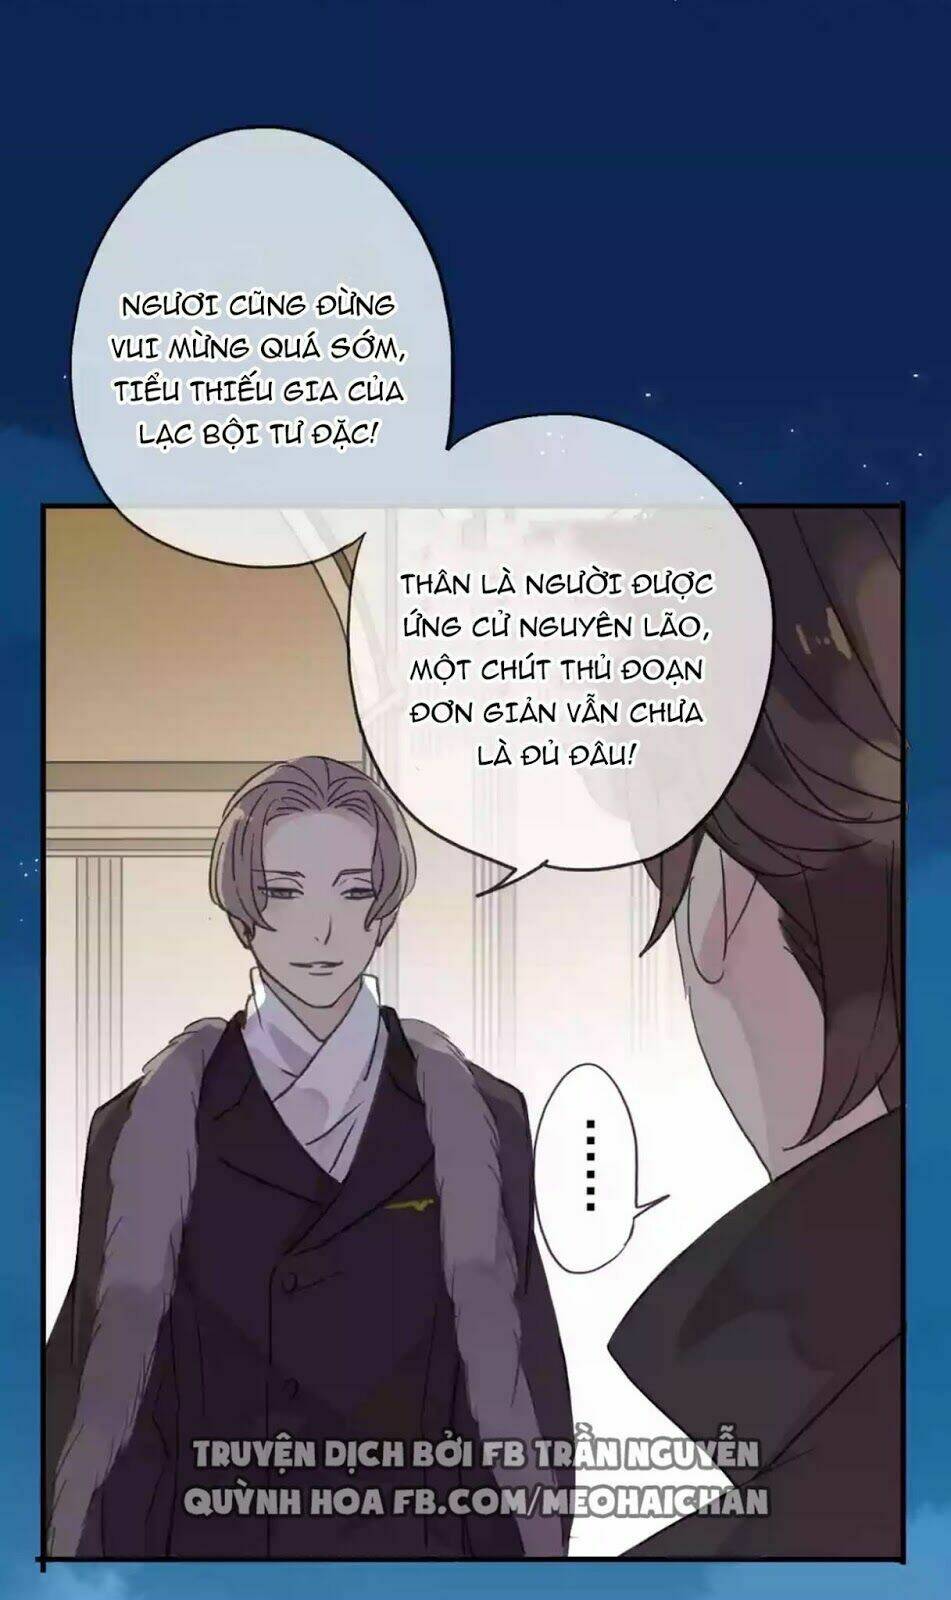 NGƯƠI CŨNG ĐỪNG
VUI MỪNG QUÁ SỚM,
TIỂU THIẾU GIA CỦA
LẠC BỘI TƯ ĐẶC!
THÂN LÀ NGƯỜI ĐƯỢC
ỨNG CỬ NGUYÊN LÃO,
MỘT CHÚT THỦ ĐOẠN
ĐƠN GIẢN VẪN CHƯA
LÀ ĐỦ ĐÂU!
......
TRUYỆN DỊCH BỞI FB TRẦN NGUYỄN
QUỲNH HOA FB.COM/MEOHAICHAN